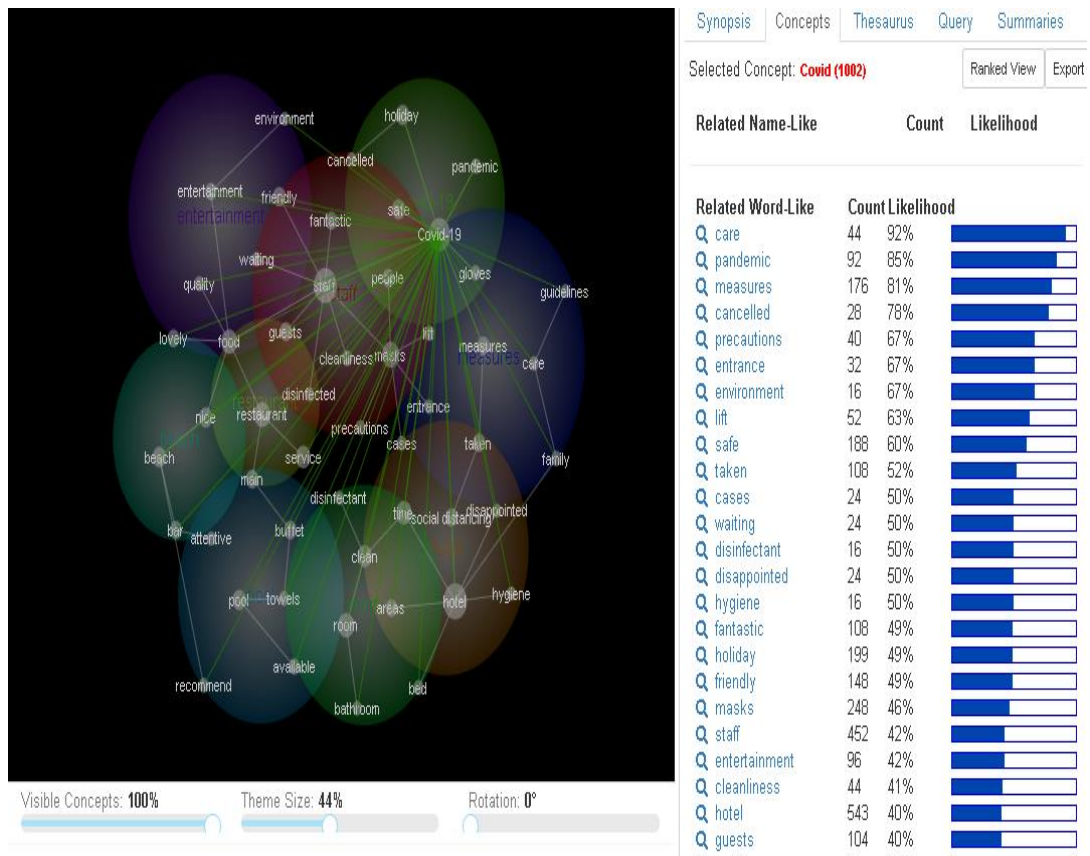 environment
holiday
cancelled
pandemic
entertainment
friendly
safe
entertainment
fantastic
Covid-19
waiting
people
gloves
quality
staff
guidelines
lift
lovely
food
guests
measures
cleanliness
masks
measures
care
disinfected
nice
restaurant
entrance
precautions
beach
service
cases
taken
family
main
disinfectant
time
social distancing
disappointed
bar
attentive
buffet
clean
pool
towels
areas
hotel
hygiene
room
available
recommend
bed
bathroom
Visible Concepts: 100%
Theme Size: 44%
Rotation: 0°
Synopsis Concepts Thesaurus Query Summaries
Selected Concept: Covid (1002) Ranked View Export
Related Name-Like Count Likelihood
Related Word-Like Count Likelihood
care 44 92%
pandemic 92 85%
measures 176 81%
cancelled 28 78%
precautions 40 67%
entrance 32 67%
environment 16 67%
lift 52 63%
safe 188 60%
taken 108 52%
cases 24 50%
waiting 24 50%
disinfectant 16 50%
disappointed 24 50%
hygiene 16 50%
fantastic 108 49%
holiday 199 49%
friendly 148 49%
masks 248 46%
staff 452 42%
entertainment 96 42%
cleanliness 44 41%
hotel 543 40%
guests 104 40%